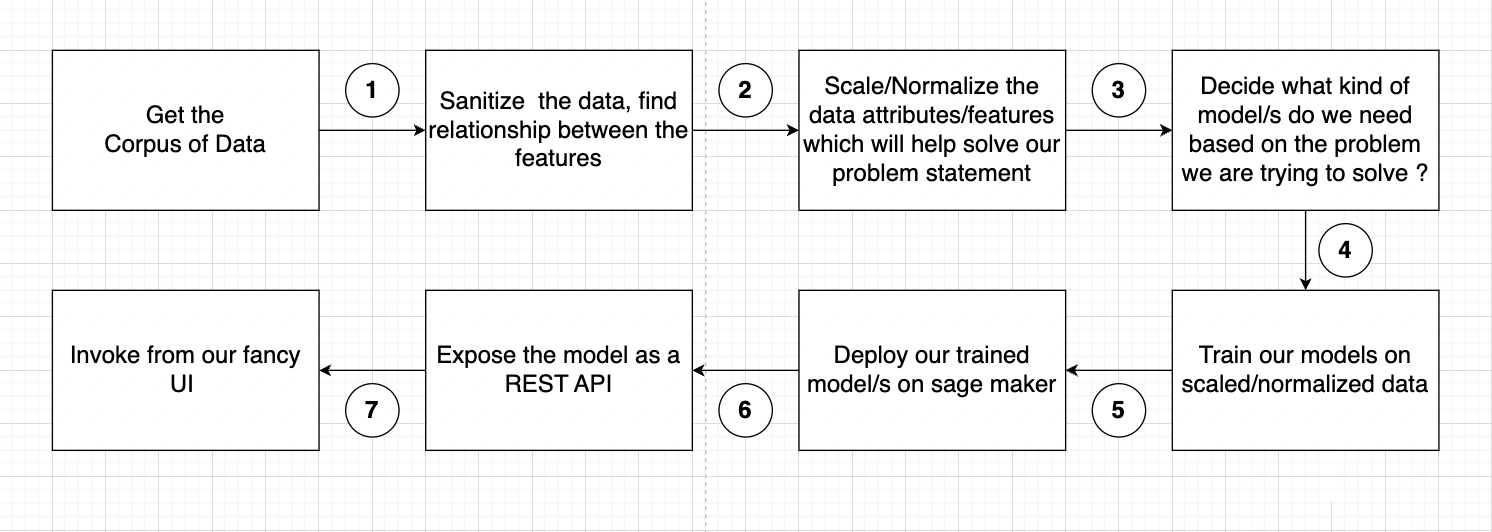 Get the
Corpus of Data
1
Sanitize  the data, find
relationship between the
features
2
Scale/Normalize the
data attributes/features
which will help solve our
problem statement
3
Decide what kind of
model/s do we need
based on the problem
we are trying to solve ?
4
Train our models on
scaled/normalized data
5
Deploy our trained
model/s on sage maker
6
Expose the model as a
REST API
7
Invoke from our fancy
UI